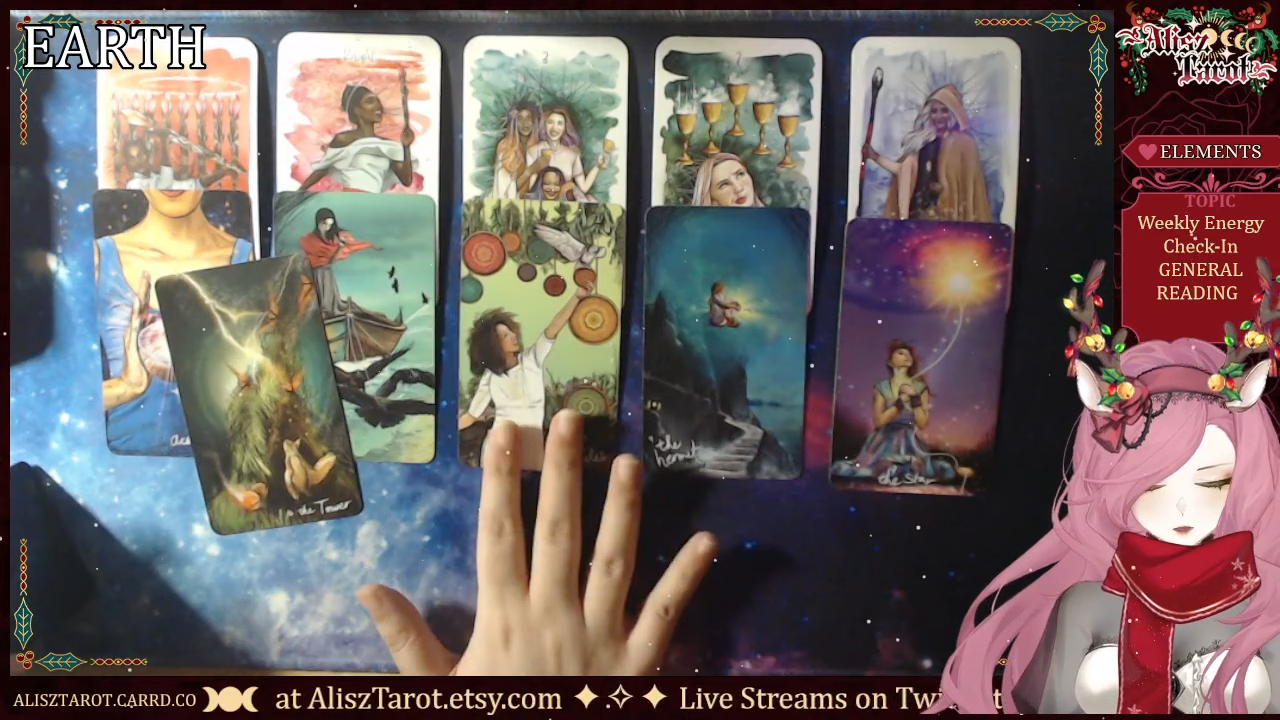 EARTH
Alisz
Tarot
ELEMENTS
TOPIC
Weekly Energy
Check-In
GENERAL
READING
the Hermit
the Star
the Tower
ALISZTAROT.CARRD.CO
at AliszTarot.etsy.com ✦✧✦ Live Streams on Tw